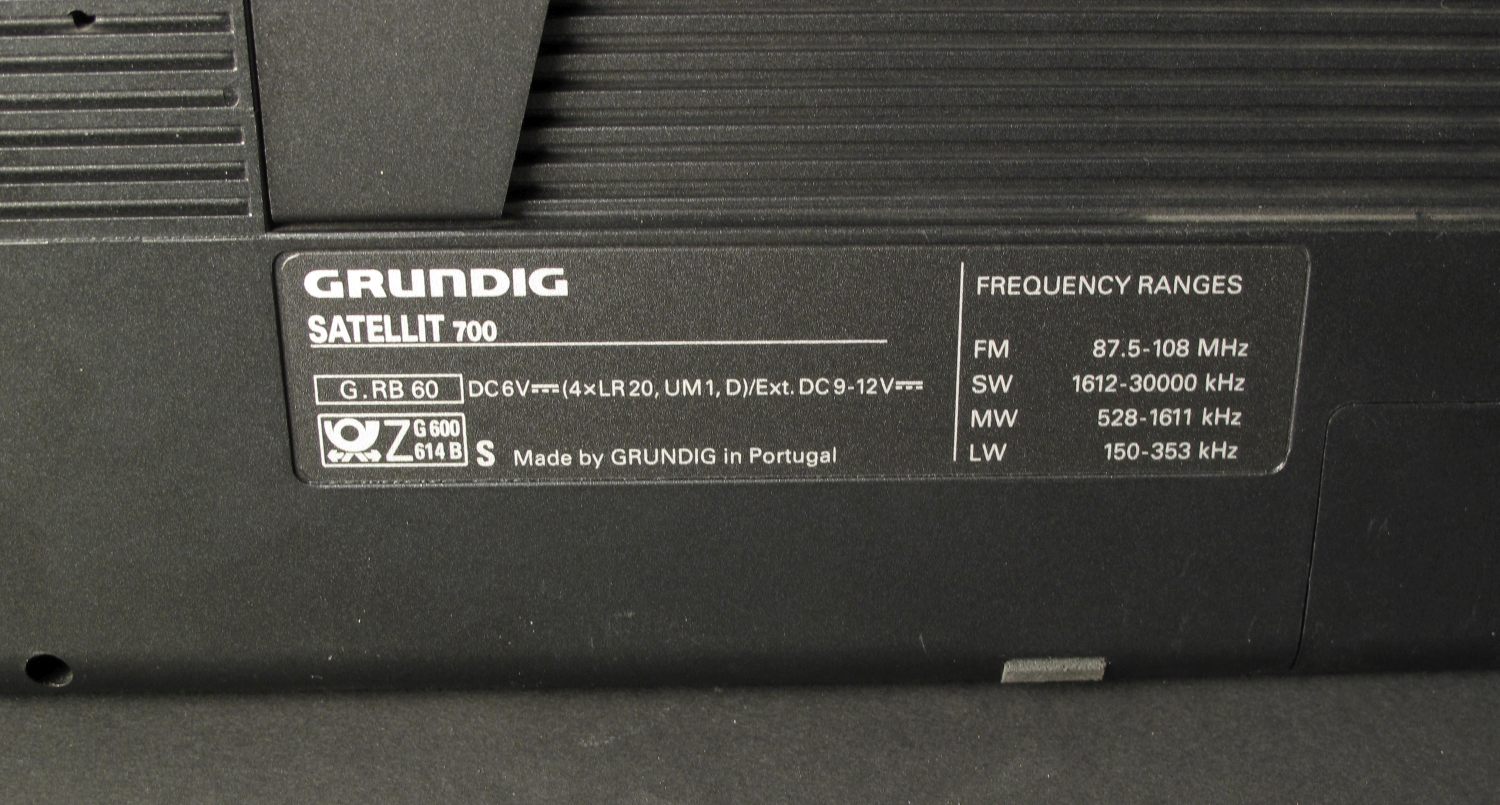 GRUNDIG
SATELLIT 700
G.RB 60 DC 6V⎓(4×LR 20, UM 1, D)/Ext. DC 9-12V⎓
Z G 600
614 B S Made by GRUNDIG in Portugal
FREQUENCY RANGES
FM 87.5-108 MHz
SW 1612-30000 kHz
MW 528-1611 kHz
LW 150-353 kHz